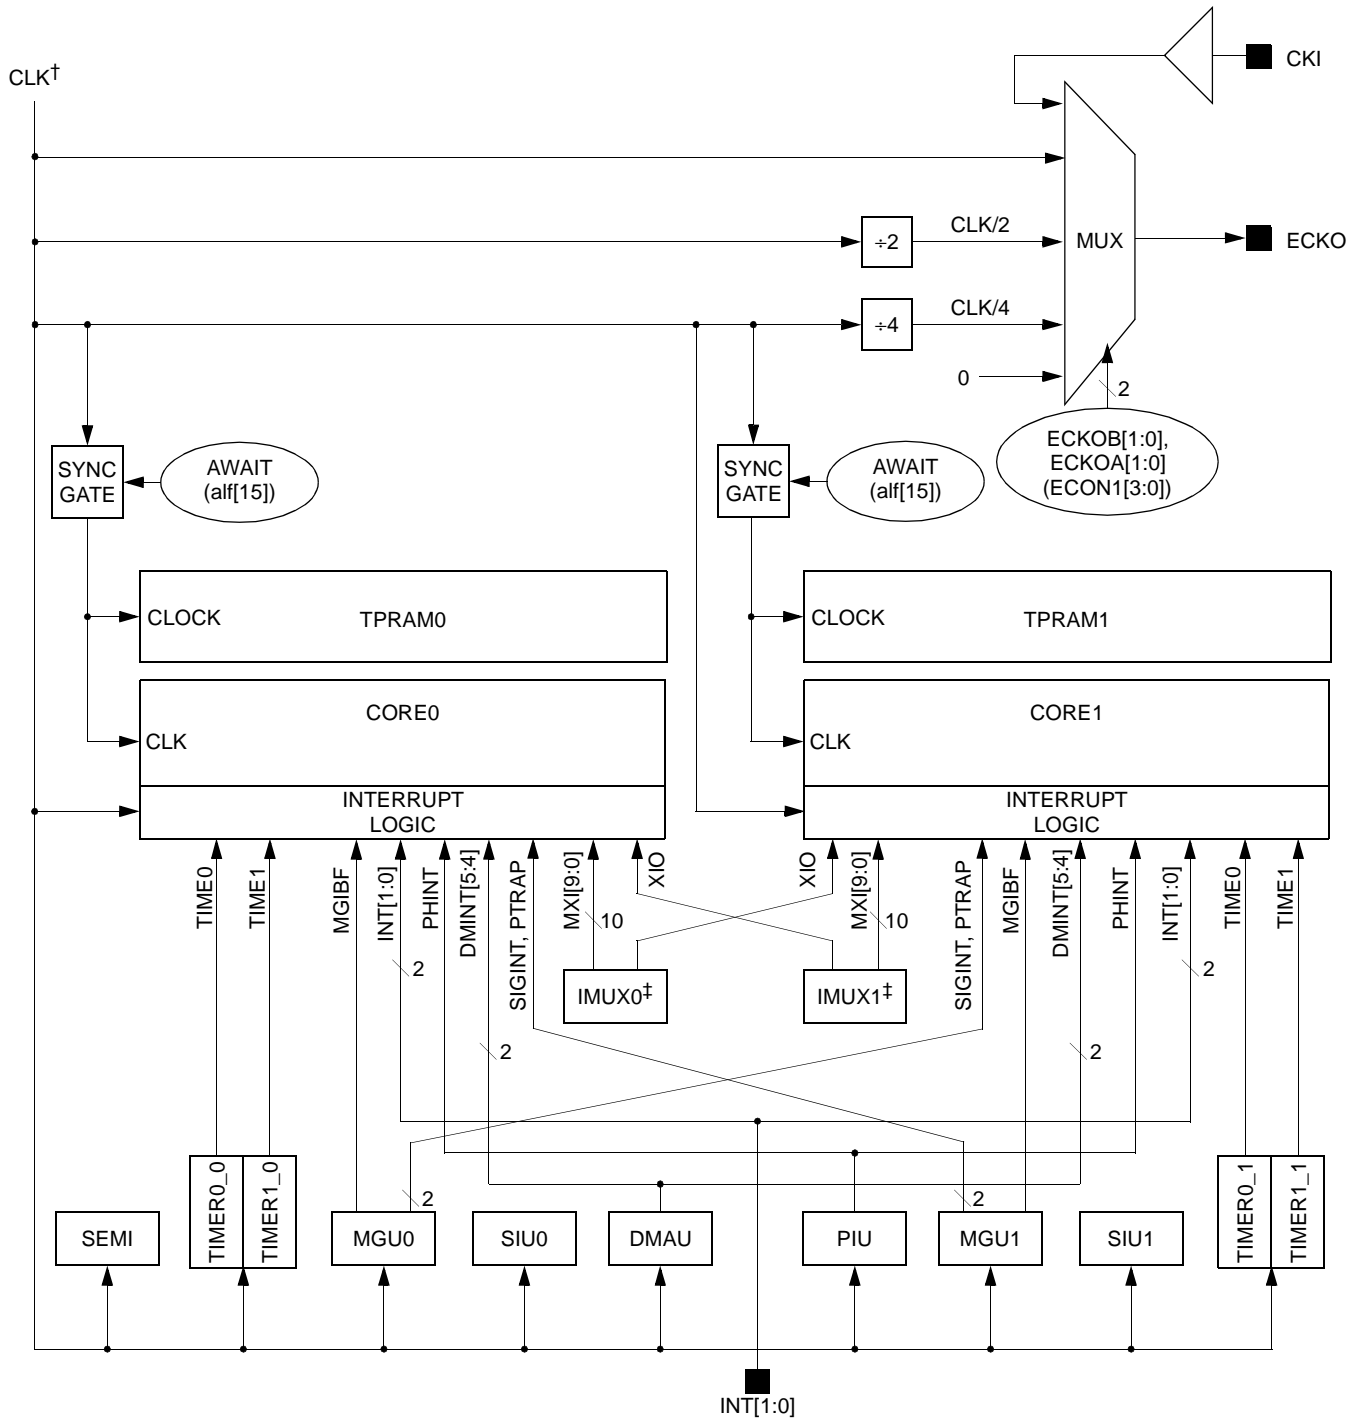 CKI
CLK†
CLK/2
÷2
MUX
ECKO
CLK/4
÷4
0
2
ECKOB[1:0],
ECKOA[1:0]
(ECON1[3:0])
SYNC
GATE
AWAIT
(alf[15])
SYNC
GATE
AWAIT
(alf[15])
CLOCK
TPRAM0
CLOCK
TPRAM1
CORE0
CLK
INTERRUPT
LOGIC
CORE1
CLK
INTERRUPT
LOGIC
TIME0
TIME1
MGIBF
INT[1:0]
2
PHINT
DMINT[5:4]
2
SIGINT, PTRAP
MXI[9:0]
10
XIO
XIO
MXI[9:0]
10
SIGINT, PTRAP
MGIBF
DMINT[5:4]
2
PHINT
INT[1:0]
2
TIME0
TIME1
IMUX0‡
IMUX1‡
2
2
SEMI
TIMER0_0
TIMER1_0
MGU0
SIU0
DMAU
PIU
MGU1
SIU1
TIMER0_1
TIMER1_1
INT[1:0]